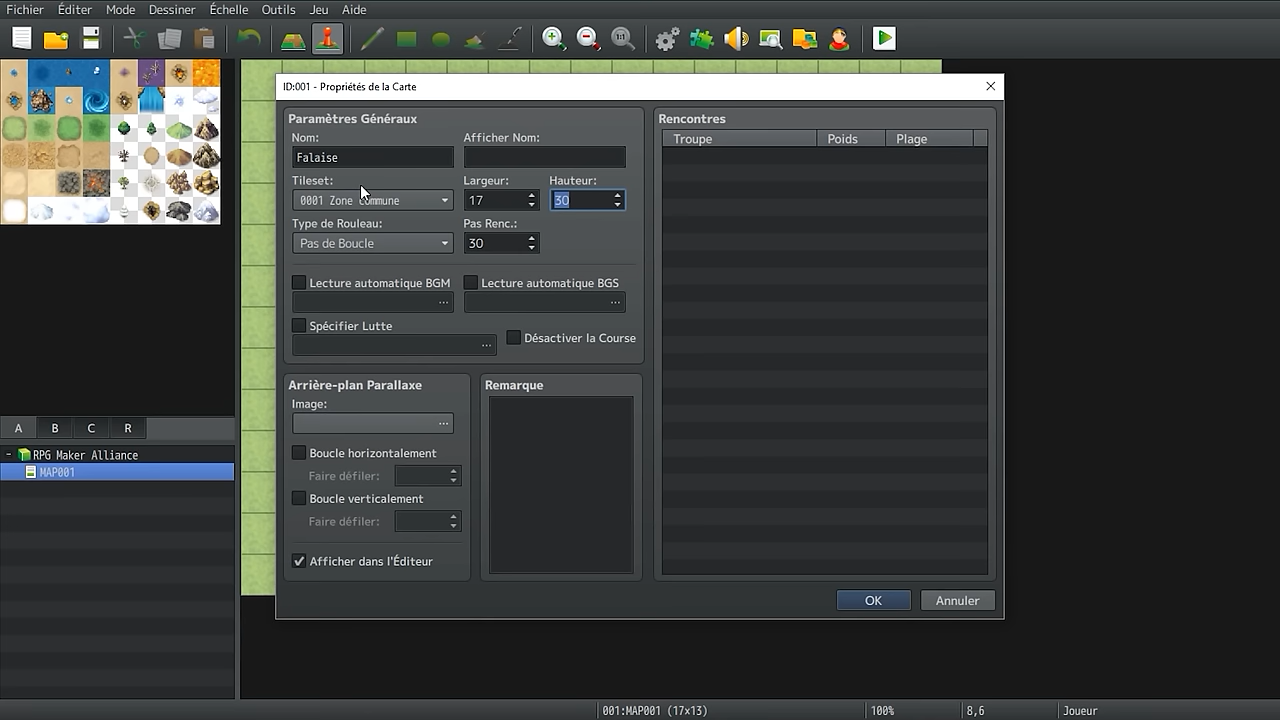 Fichier Éditer Mode Dessiner Échelle Outils Jeu Aide
ID:001 - Propriétés de la Carte
Paramètres Généraux
Nom: Afficher Nom:
Falaise
Tileset: Largeur: Hauteur:
0001 Zone Commune 17 30
Type de Rouleau: Pas Renc.:
Pas de Boucle 30
Lecture automatique BGM Lecture automatique BGS
... ...
Spécifier Lutte
... Désactiver la Course
Arrière-plan Parallaxe
Image:
...
Boucle horizontalement
Faire défiler:
Boucle verticalement
Faire défiler:
Afficher dans l'Éditeur
Remarque
Rencontres
Troupe Poids Plage
OK Annuler
A B C R
RPG Maker Alliance
MAP001
001:MAP001 (17x13) 100% 8,6 Joueur